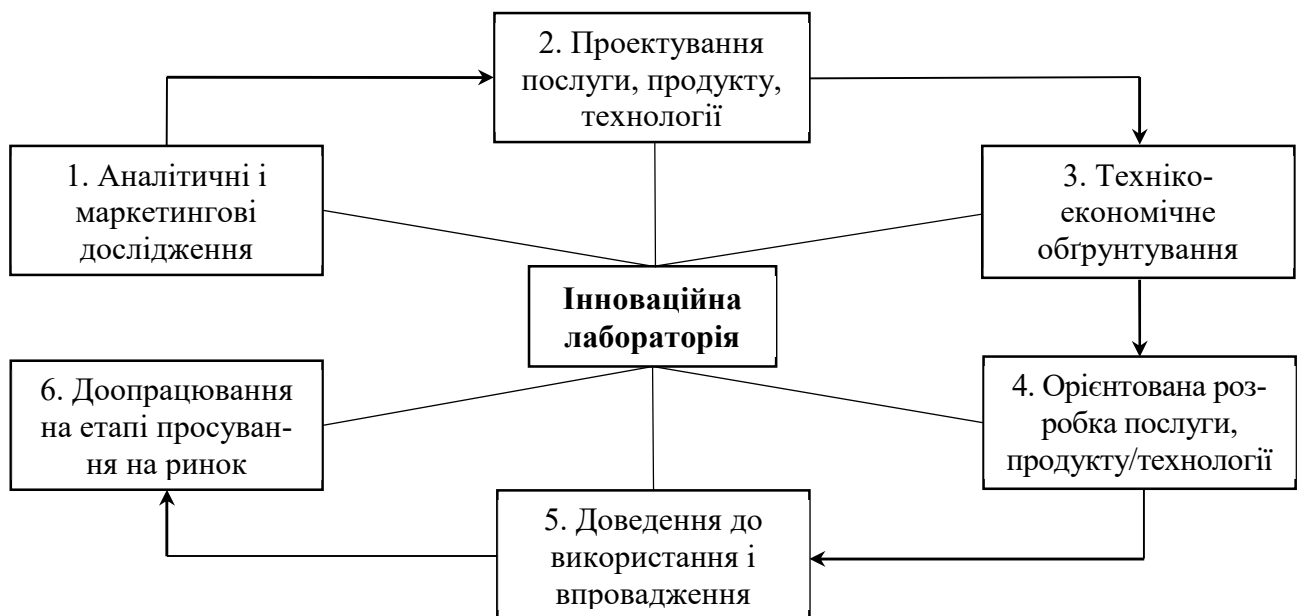 2. Проектування
послуги, продукту,
технології
1. Аналітичні і
маркетингові
дослідження
3. Техніко-
економічне
обґрунтування
Інноваційна
лабораторія
6. Доопрацювання
на етапі просуван-
ня на ринок
4. Орієнтована роз-
робка послуги,
продукту/технології
5. Доведення до
використання і
впровадження